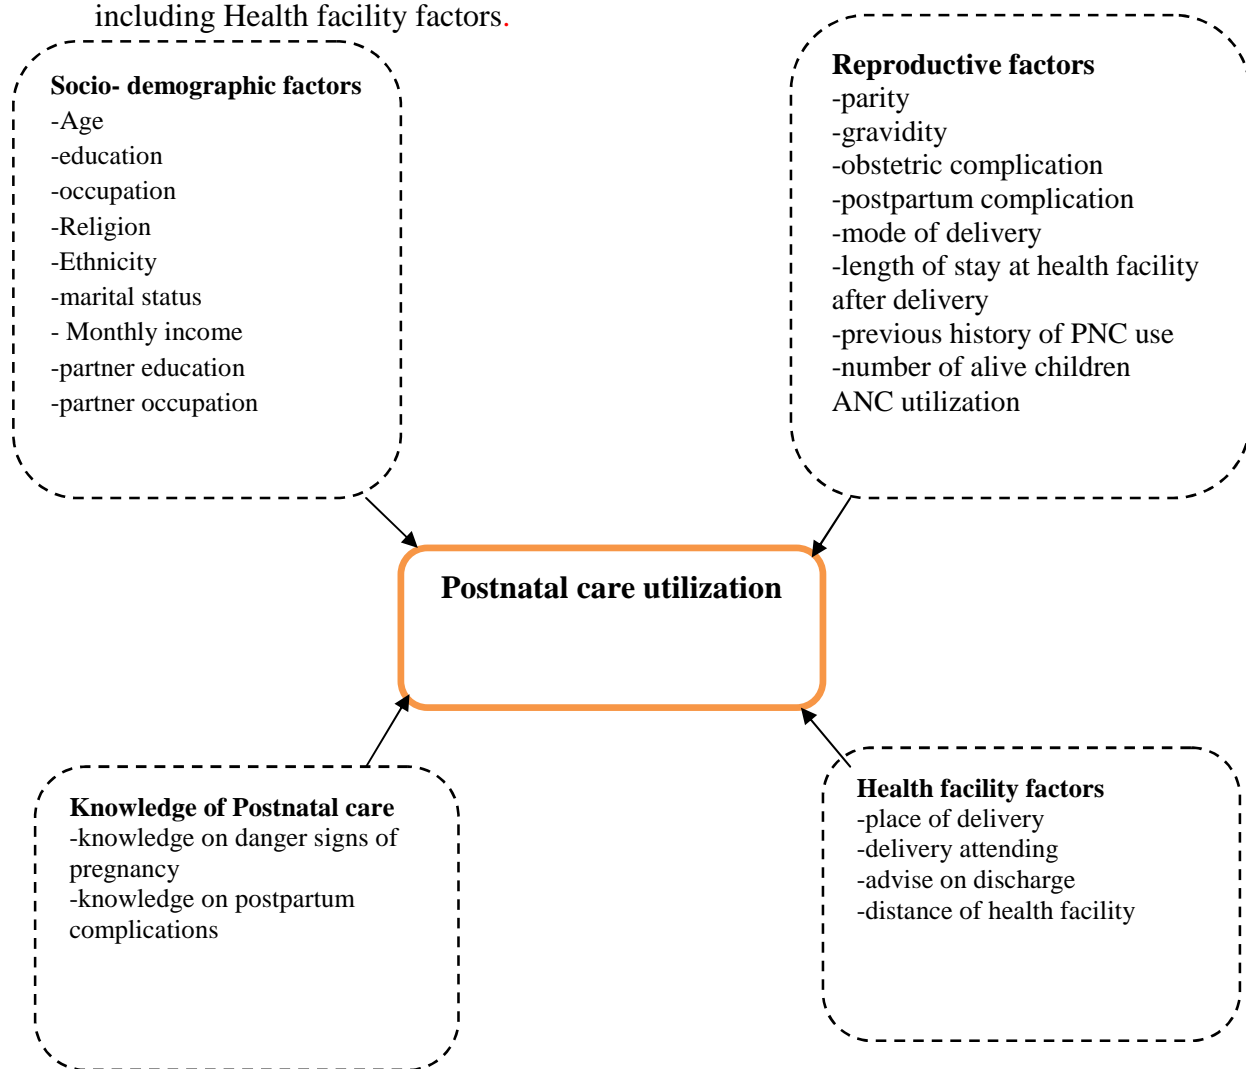 including Health facility factors.
Socio- demographic factors
-Age
-education
-occupation
-Religion
-Ethnicity
-marital status
- Monthly income
-partner education
-partner occupation
Reproductive factors
-parity
-gravidity
-obstetric complication
-postpartum complication
-mode of delivery
-length of stay at health facility
after delivery
-previous history of PNC use
-number of alive children
ANC utilization
Postnatal care utilization
Knowledge of Postnatal care
-knowledge on danger signs of
pregnancy
-knowledge on postpartum
complications
Health facility factors
-place of delivery
-delivery attending
-advise on discharge
-distance of health facility